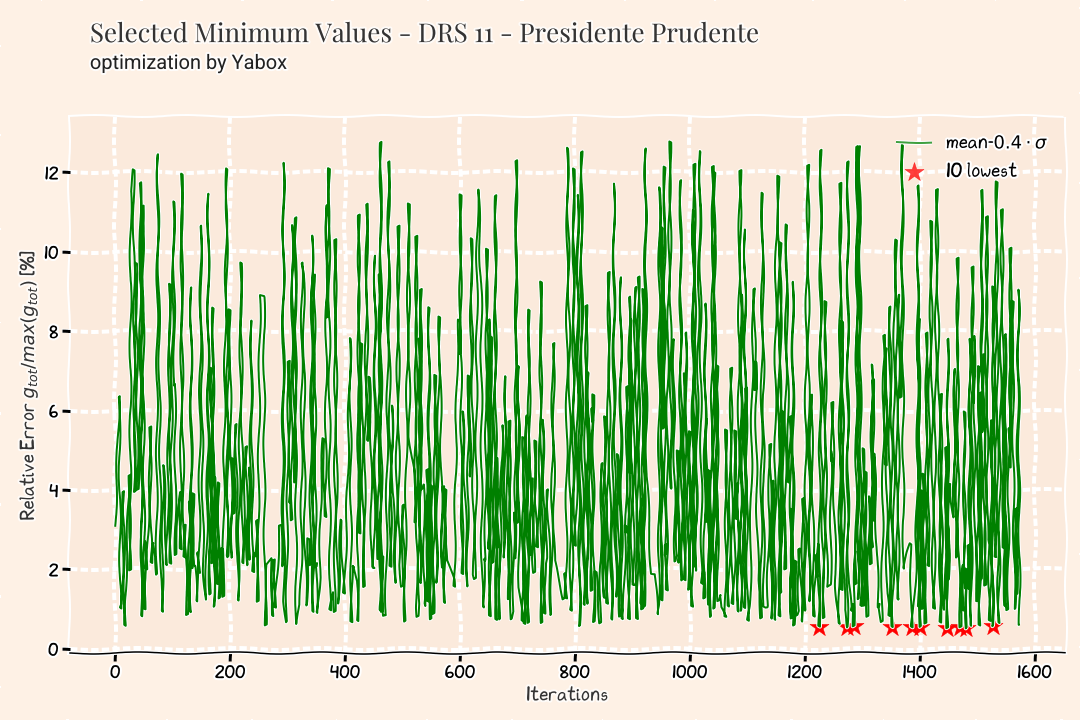 Selected Minimum Values - DRS 11 - Presidente Prudente
optimization by Yabox
mean-0.4 · σ
10 lowest
Relative Error g_tot/max(g_tot) [%]
12
10
8
6
4
2
0
0 200 400 600 800 1000 1200 1400 1600
Iterations